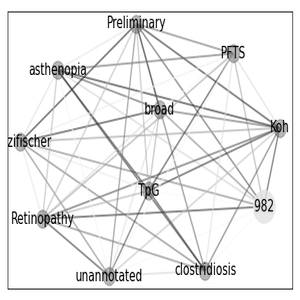 Preliminary
PFTS
asthenopia
broad
Koh
zifischer
TpG
982
Retinopathy
clostridiosis
unannotated